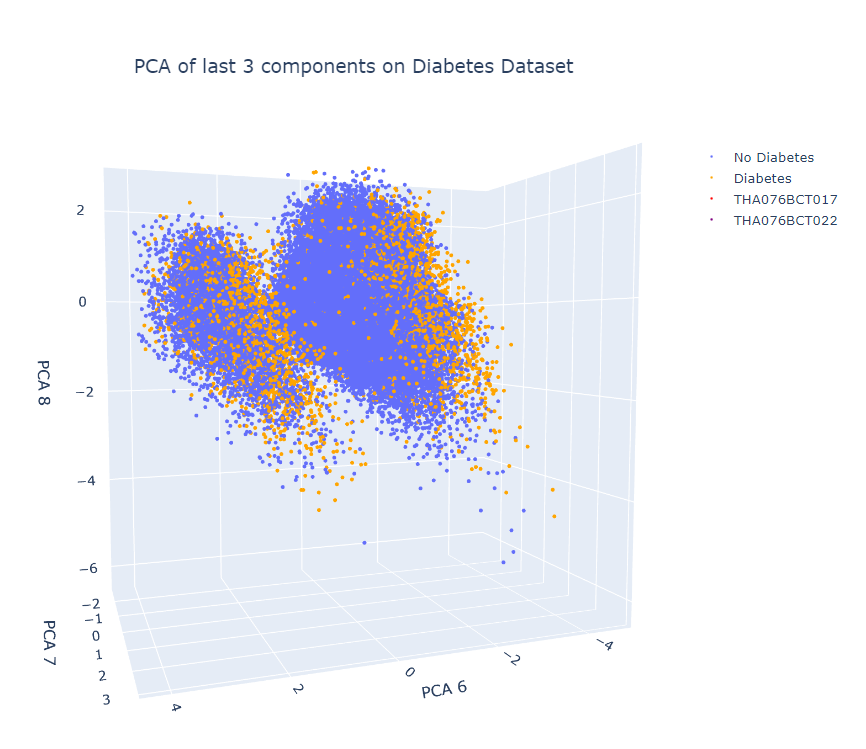 PCA of last 3 components on Diabetes Dataset
No Diabetes
Diabetes
THA076BCT017
THA076BCT022
2
0
−2
−4
−6
PCA 8
−2
−1
0
1
2
3
PCA 7
4
2
0
−2
−4
PCA 6